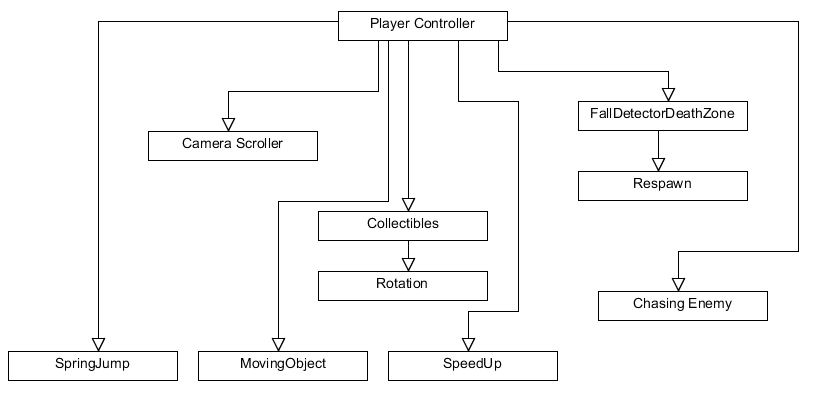 Player Controller
FallDetectorDeathZone
Camera Scroller
Respawn
Collectibles
Rotation
Chasing Enemy
SpringJump
MovingObject
SpeedUp